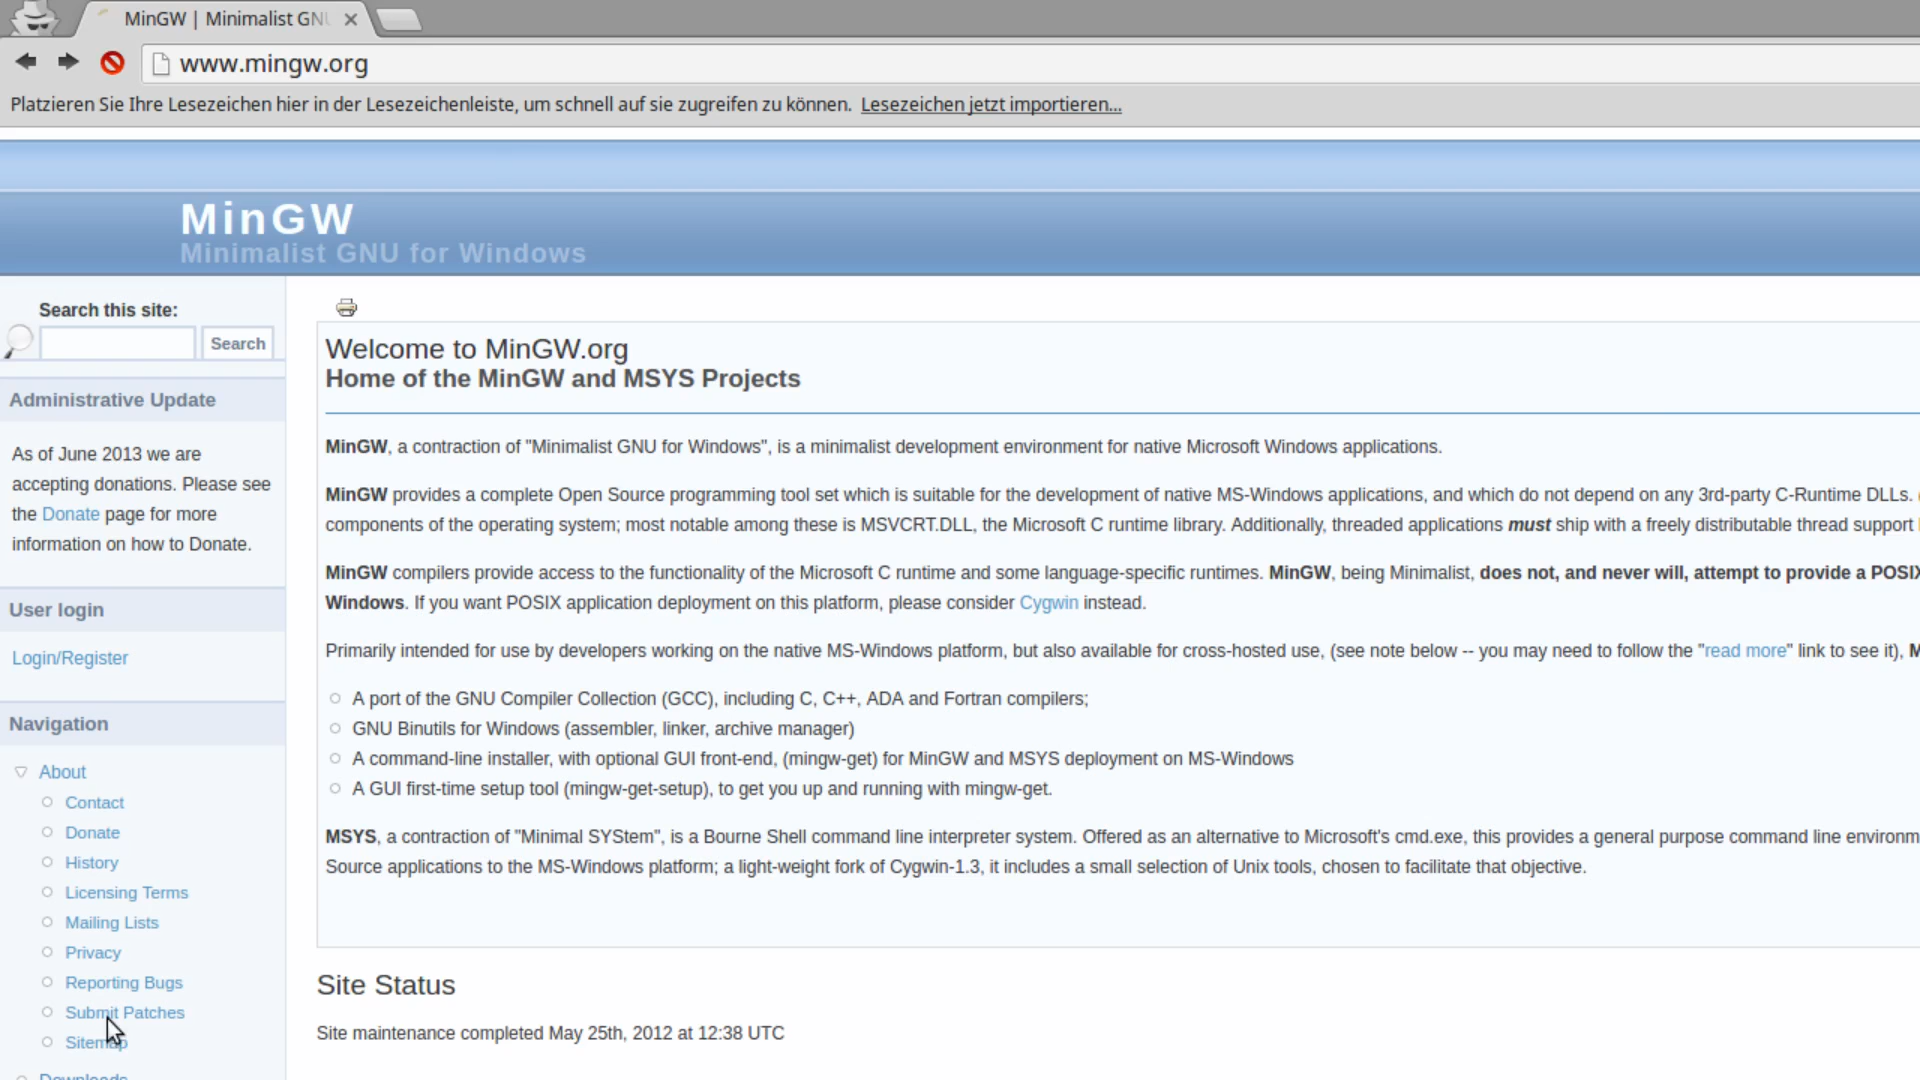 MinGW | Minimalist GNU
www.mingw.org
Platzieren Sie Ihre Lesezeichen hier in der Lesezeichenleiste, um schnell auf sie zugreifen zu können. Lesezeichen jetzt importieren...
MinGW
Minimalist GNU for Windows
Search this site:
Search
Administrative Update
As of June 2013 we are
accepting donations. Please see
the Donate page for more
information on how to Donate.
User login
Login/Register
Navigation
About
Contact
Donate
History
Licensing Terms
Mailing Lists
Privacy
Reporting Bugs
Submit Patches
Sitemap
Downloads
Welcome to MinGW.org
Home of the MinGW and MSYS Projects
MinGW, a contraction of "Minimalist GNU for Windows", is a minimalist development environment for native Microsoft Windows applications.
MinGW provides a complete Open Source programming tool set which is suitable for the development of native MS-Windows applications, and which do not depend on any 3rd-party C-Runtime DLLs.
components of the operating system; most notable among these is MSVCRT.DLL, the Microsoft C runtime library. Additionally, threaded applications must ship with a freely distributable thread support
MinGW compilers provide access to the functionality of the Microsoft C runtime and some language-specific runtimes. MinGW, being Minimalist, does not, and never will, attempt to provide a POSIX
Windows. If you want POSIX application deployment on this platform, please consider Cygwin instead.
Primarily intended for use by developers working on the native MS-Windows platform, but also available for cross-hosted use, (see note below -- you may need to follow the "read more" link to see it),
A port of the GNU Compiler Collection (GCC), including C, C++, ADA and Fortran compilers;
GNU Binutils for Windows (assembler, linker, archive manager)
A command-line installer, with optional GUI front-end, (mingw-get) for MinGW and MSYS deployment on MS-Windows
A GUI first-time setup tool (mingw-get-setup), to get you up and running with mingw-get.
MSYS, a contraction of "Minimal SYStem", is a Bourne Shell command line interpreter system. Offered as an alternative to Microsoft's cmd.exe, this provides a general purpose command line environm
Source applications to the MS-Windows platform; a light-weight fork of Cygwin-1.3, it includes a small selection of Unix tools, chosen to facilitate that objective.
Site Status
Site maintenance completed May 25th, 2012 at 12:38 UTC